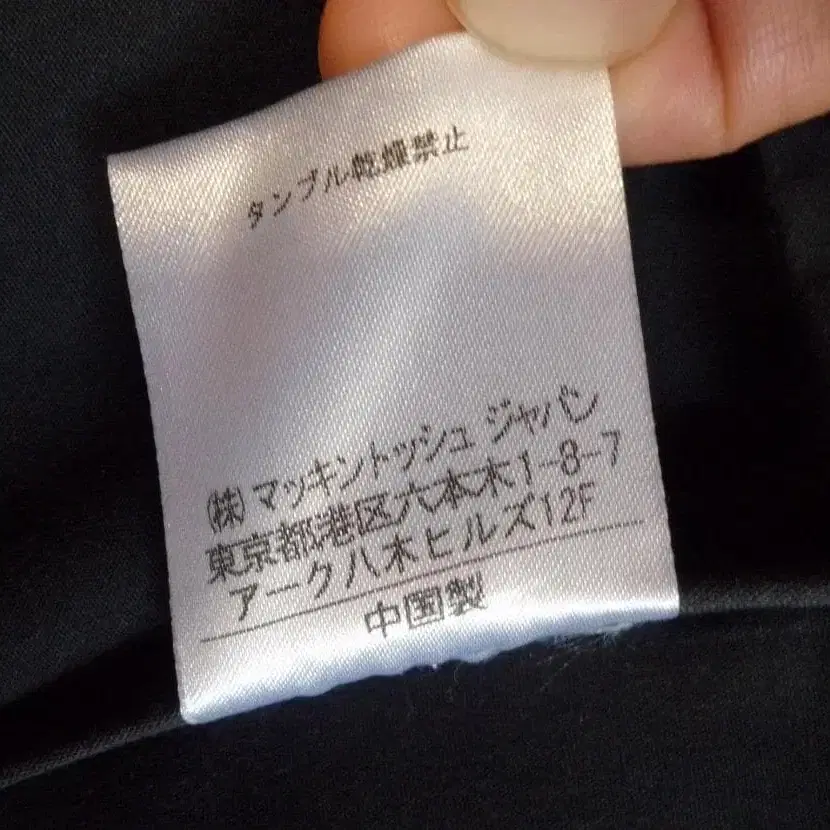 タンブル乾燥禁止
(株)マッキントッシュ ジャパン
東京都港区六本木1-8-7
アーク八木ヒルズ12F
中国製